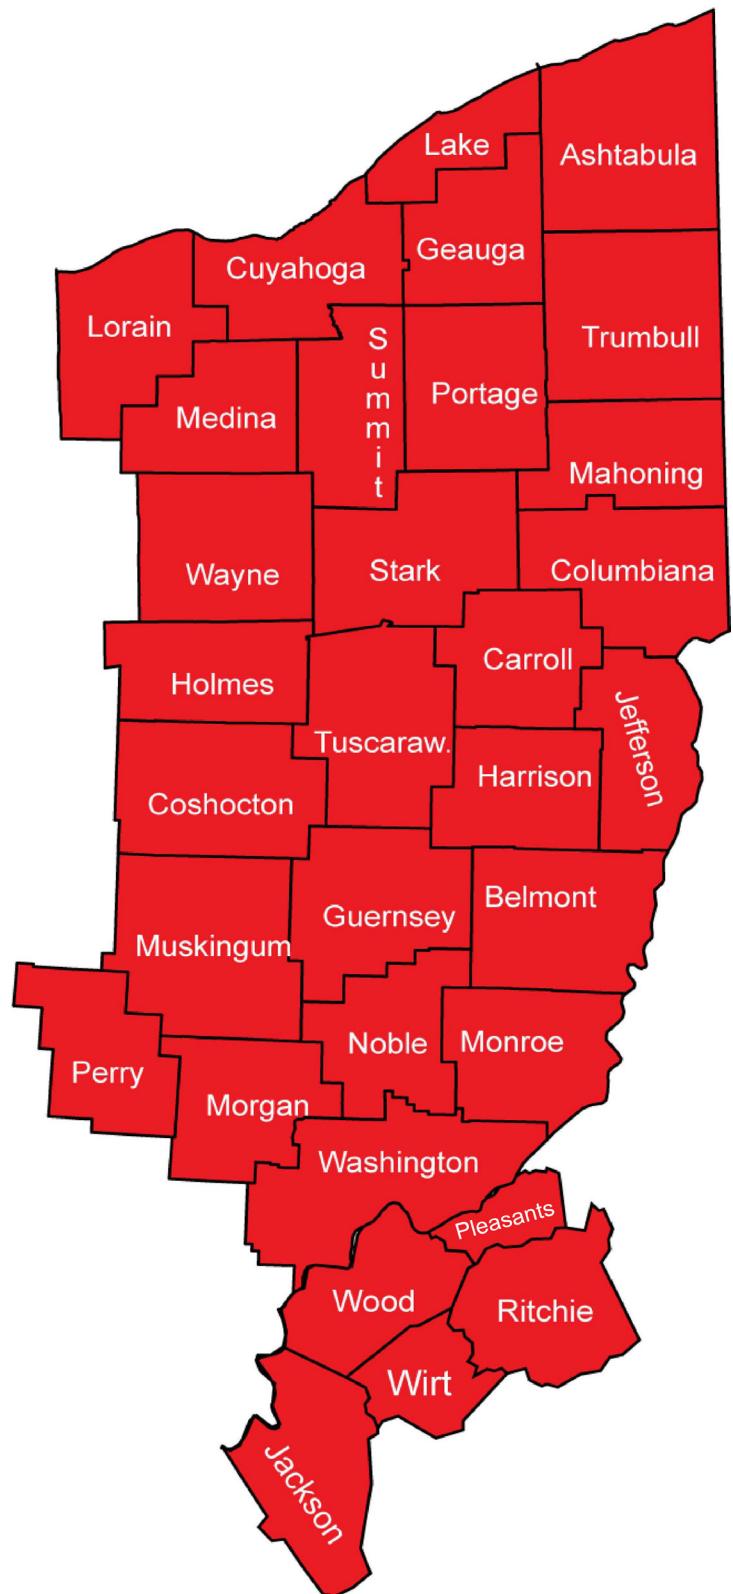 Lake
Ashtabula
Geauga
Cuyahoga
Lorain
Trumbull
Summit
Portage
Medina
Mahoning
Wayne
Stark
Columbiana
Carroll
Holmes
Jefferson
Tuscaraw.
Harrison
Coshocton
Belmont
Guernsey
Muskingum
Noble
Monroe
Perry
Morgan
Washington
Pleasants
Wood
Ritchie
Wirt
Jackson